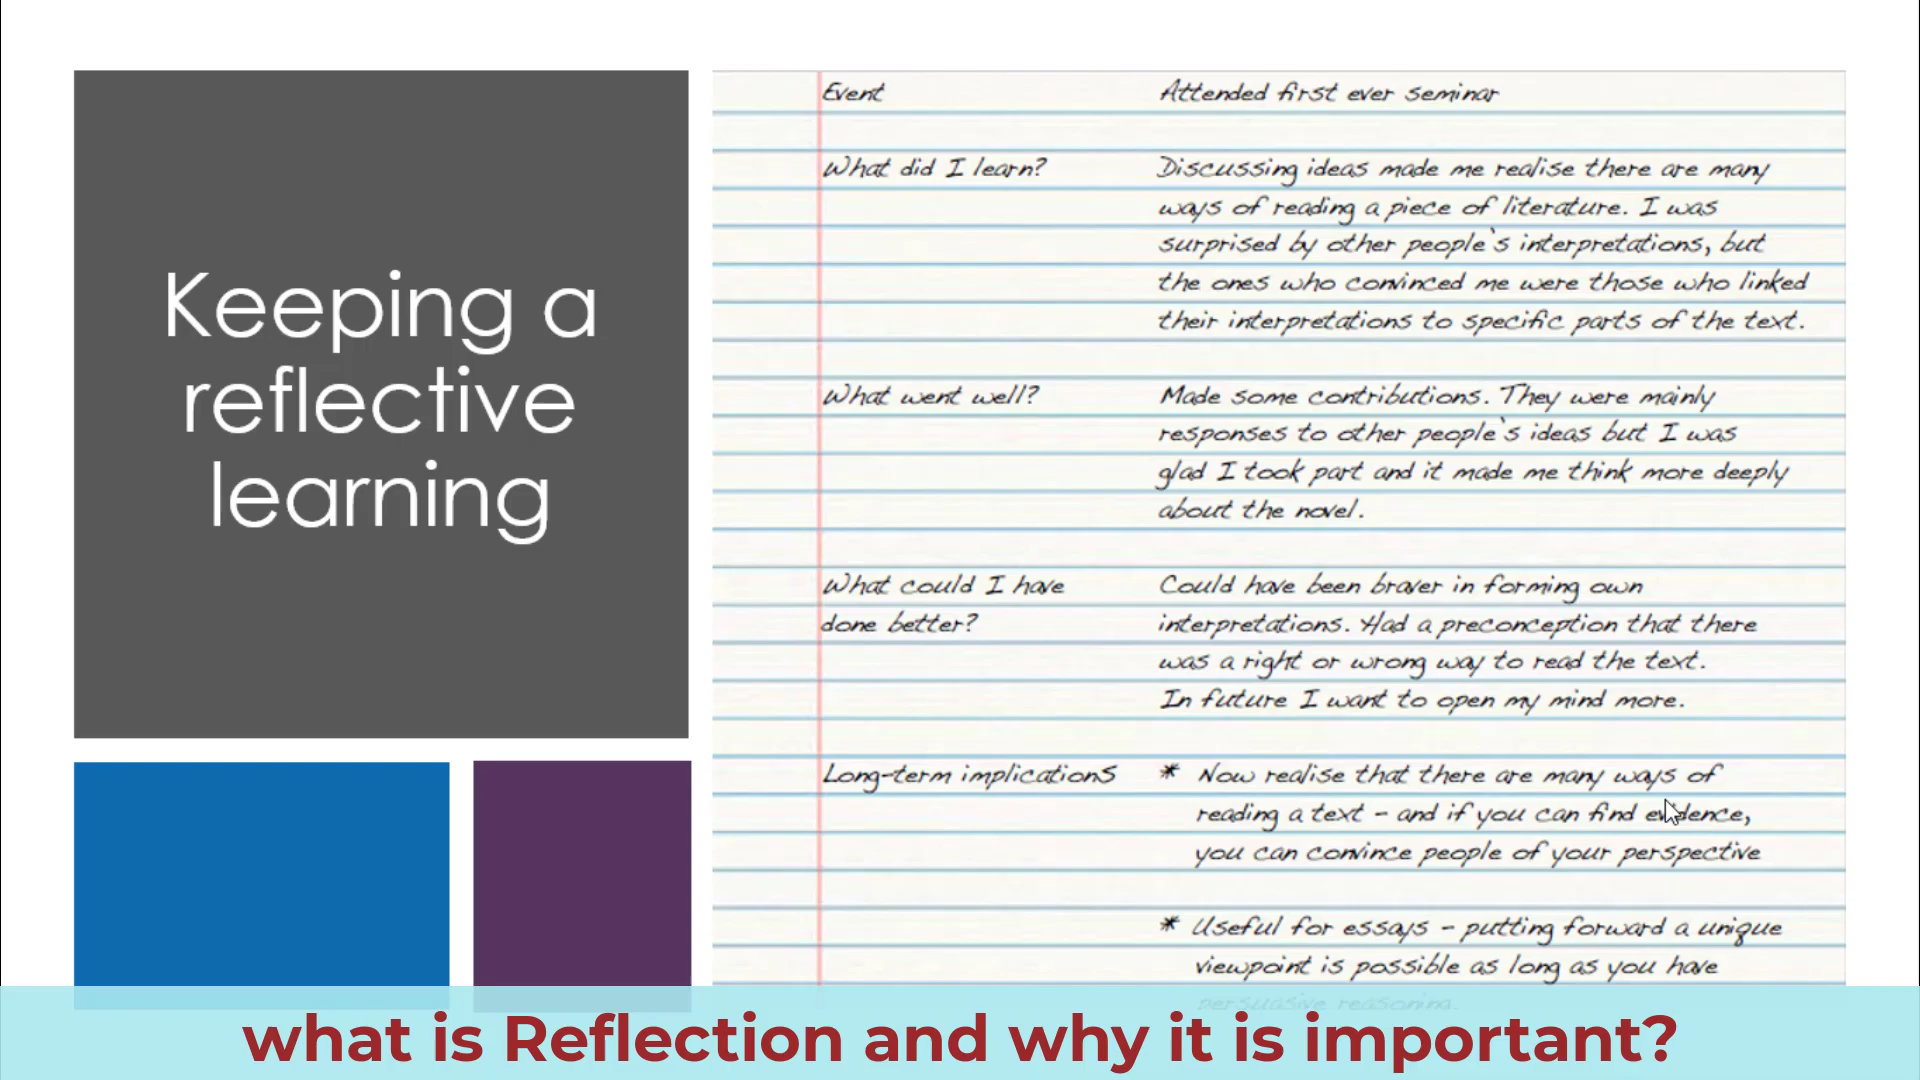 Keeping a
reflective
learning
Event Attended first ever seminar
What did I learn? Discussing ideas made me realise there are many
ways of reading a piece of literature. I was
surprised by other people's interpretations, but
the ones who convinced me were those who linked
their interpretations to specific parts of the text.
What went well? Made some contributions. They were mainly
responses to other people's ideas but I was
glad I took part and it made me think more deeply
about the novel.
What could I have Could have been braver in forming own
done better? interpretations. Had a preconception that there
was a right or wrong way to read the text.
In future I want to open my mind more.
Long-term implications * Now realise that there are many ways of
reading a text - and if you can find evidence,
you can convince people of your perspective
* Useful for essays - putting forward a unique
viewpoint is possible as long as you have
persuasive reasoning.
what is Reflection and why it is important?